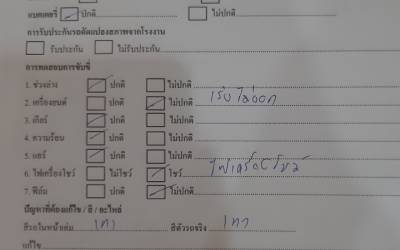 แบตเตอรี่ ปกติ ไม่ปกติ
การรับประกันรถดัดแปลงสภาพจากโรงงาน
รับประกัน ไม่รับประกัน
การทดสอบการขับขี่
1. ช่วงล่าง ปกติ ไม่ปกติ
2. เครื่องยนต์ ปกติ ไม่ปกติ เร่งไม่ออก
3. เกียร์ ปกติ ไม่ปกติ
4. ความร้อน ปกติ ไม่ปกติ
5. แอร์ ปกติ ไม่ปกติ
6. ไฟเครื่องโชว์ ไม่โชว์ โชว์ ไฟเครื่องโชว์
7. ฟิล์ม ปกติ ไม่ปกติ
ปัญหาที่ต้องแก้ไข / สี / อะไหล่
สีรถในหน้าเล่ม เทา สีตัวรถจริง เทา
แก้ไข